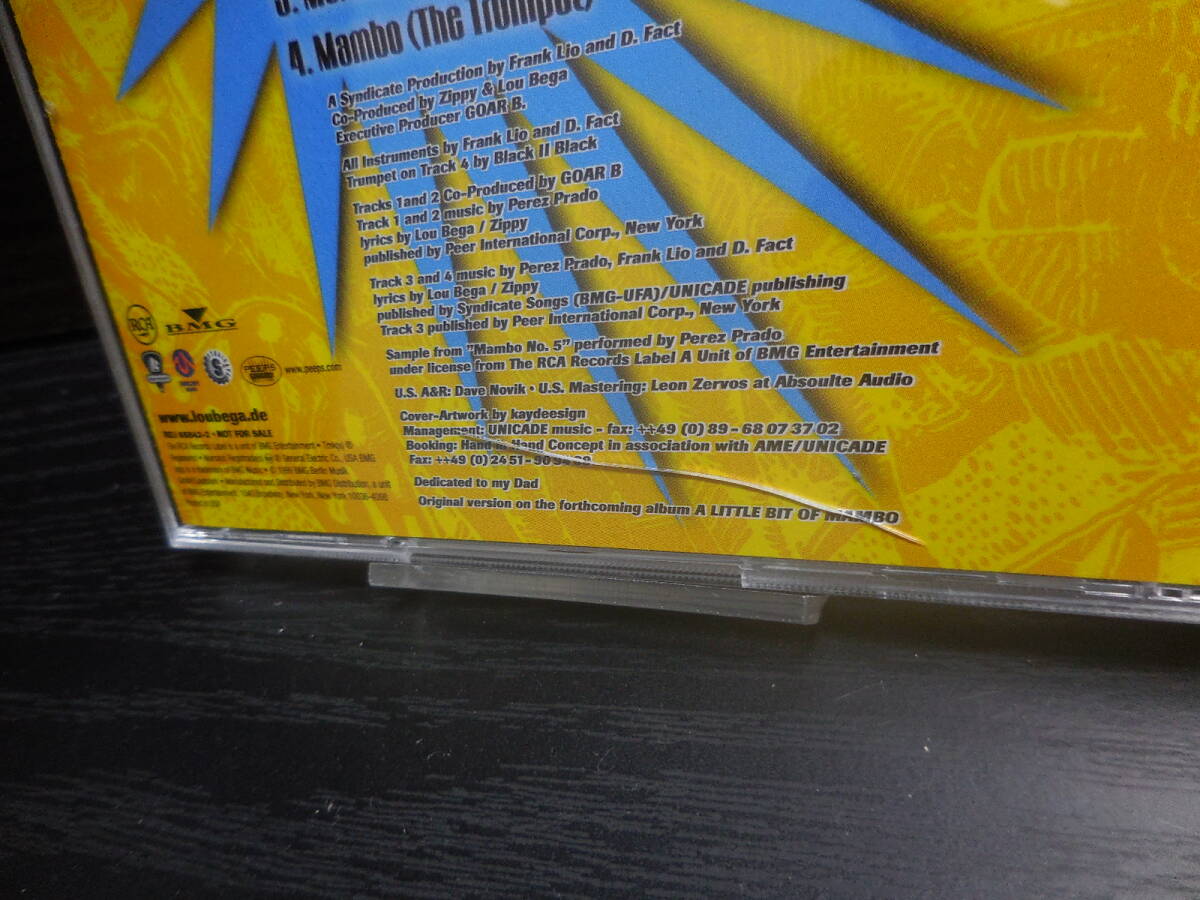 4. Mambo (The Trumpet)
A Syndicate Production by Frank Lio and D. Fact
Co-Produced by Zippy & Lou Bega
Executive Producer GOAR B.
All Instruments by Frank Lio and D. Fact
Trumpet on Track 4 by Black II Black
Tracks 1and 2 Co-Produced by GOAR B
Track 1 and 2 music by Perez Prado
lyrics by Lou Bega / Zippy
published by Peer International Corp., New York
Track 3 and 4 music by Perez Prado, Frank Lio and D. Fact
lyrics by Lou Bega / Zippy
published by Syndicate Songs (BMG-UFA)/UNICADE publishing
Track 3 published by Peer International Corp., New York
Sample from "Mambo No. 5" performed by Perez Prado
under license from The RCA Records Label A Unit of BMG Entertainment
U.S. A&R: Dave Novik • U.S. Mastering: Leon Zervos at Absoulte Audio
Cover-Artwork by kaydeesign
Management: UNICADE music - fax: ++49 (0) 89 - 68 07 37 02
Booking: Hand in Hand Concept in association with AME/UNICADE
Fax: ++49 (0) 24 51 -
Dedicated to my Dad
Original version on the forthcoming album A LITTLE BIT OF MAMBO
RCA
BMG
PEEPS
www.peeps.com
www.loubega.de
• NOT FOR SALE